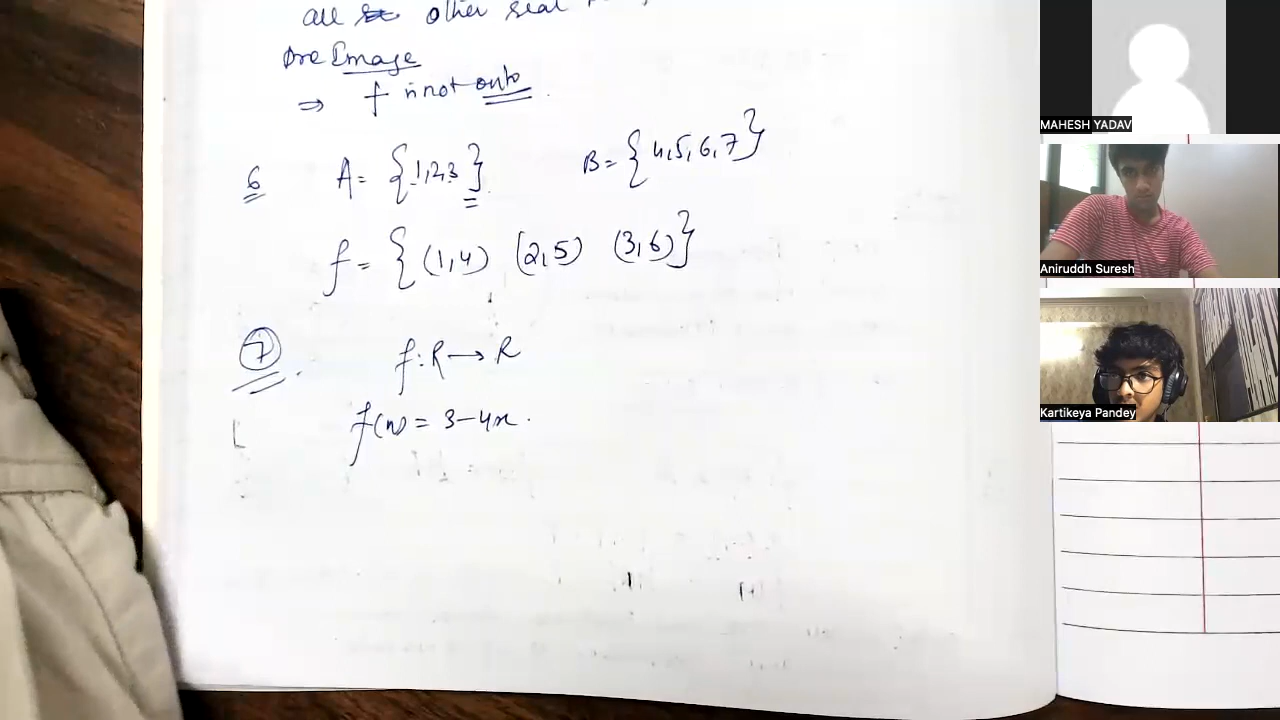 all other real
Pre Image
⇒ f is not onto.
6 A = {1,2,3} B = {4,5,6,7}
f = {(1,4) (2,5) (3,6)}
7. f: R → R
f(x) = 3-4x.
MAHESH YADAV
Aniruddh Suresh
Kartikeya Pandey